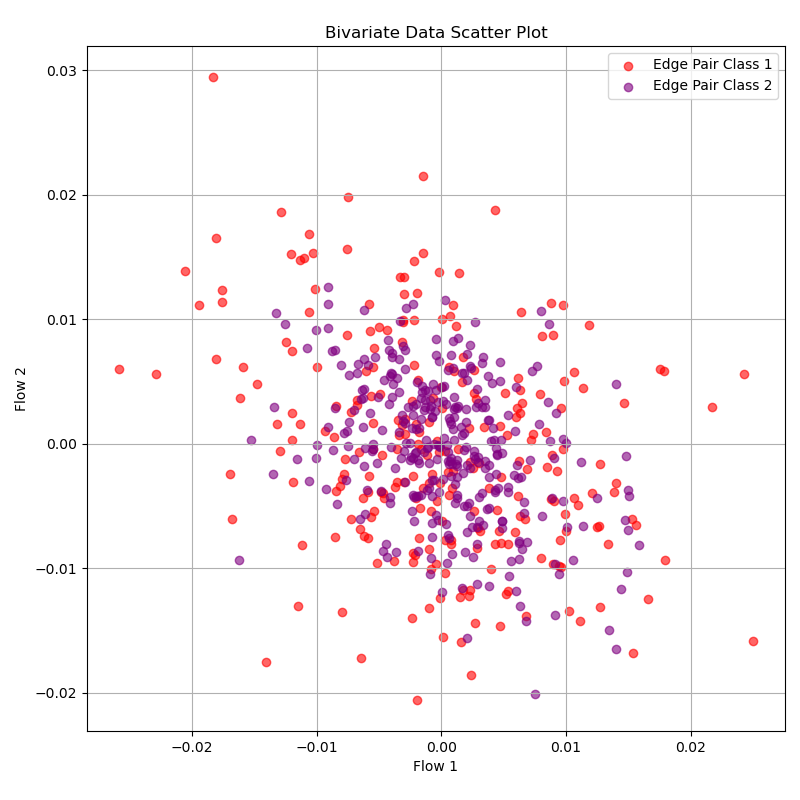 Bivariate Data Scatter Plot
Edge Pair Class 1
Edge Pair Class 2
0.03
0.02
0.01
0.00
−0.01
−0.02
Flow 2
−0.02
−0.01
0.00
0.01
0.02
Flow 1